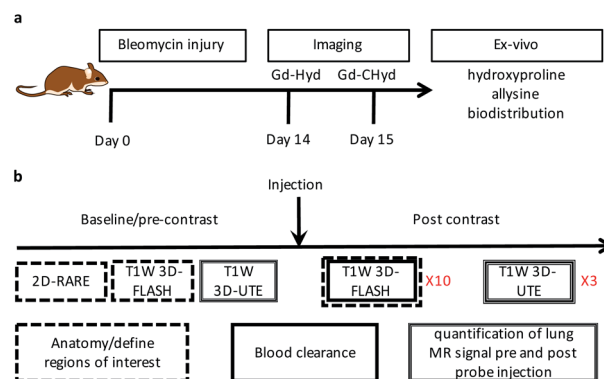 a
Bleomycin injury
Imaging
Ex-vivo
Gd-Hyd Gd-CHyd
hydroxyproline
allysine
biodistribution
Day 0
Day 14
Day 15
b
Injection
Baseline/pre-contrast
Post contrast
2D-RARE
T1W 3D-
FLASH
T1W
3D-UTE
T1W 3D-
FLASH
X10
T1W 3D-
UTE
X3
Anatomy/define
regions of interest
Blood clearance
quantification of lung
MR signal pre and post
probe injection